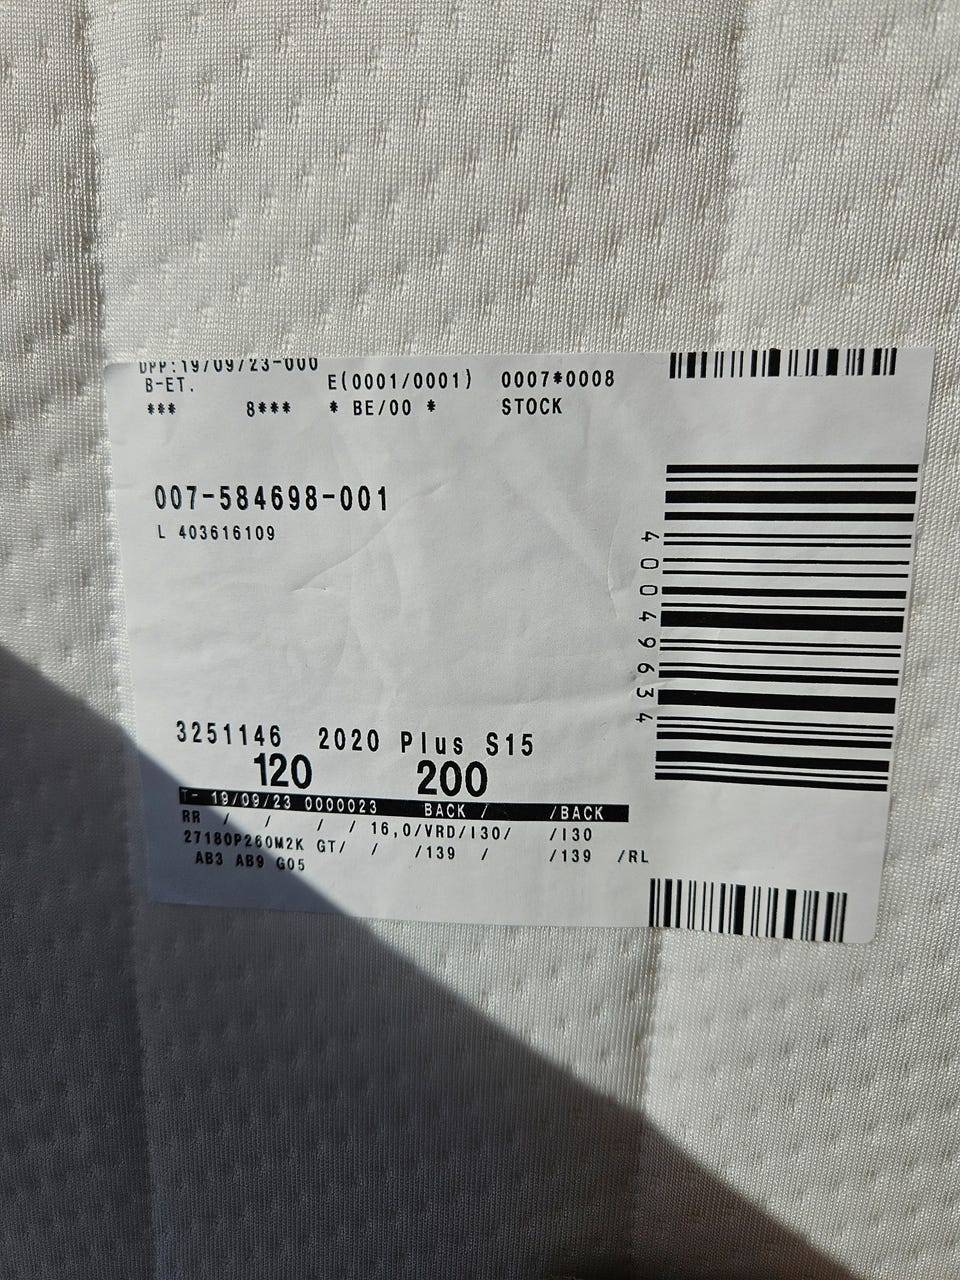 DPP:19/09/23-000
B-ET. E(0001/0001) 0007*0008
*** 8*** * BE/00 * STOCK
007-584698-001
L 403616109
40049634
3251146 2020 Plus S15
120 200
T- 19/09/23 0000023 BACK / /BACK
RR / / / / 16,0/VRD/I30/ /I30
27180P260M2K GT/ / /139 / /139 /RL
AB3 AB9 G05